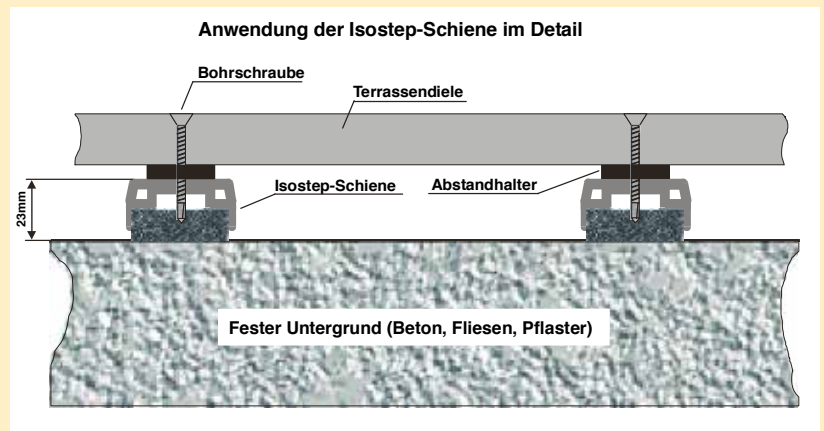 Anwendung der Isostep-Schiene im Detail
Bohrschraube
Terrassendiele
Isostep-Schiene
Abstandhalter
23mm
Fester Untergrund (Beton, Fliesen, Pflaster)